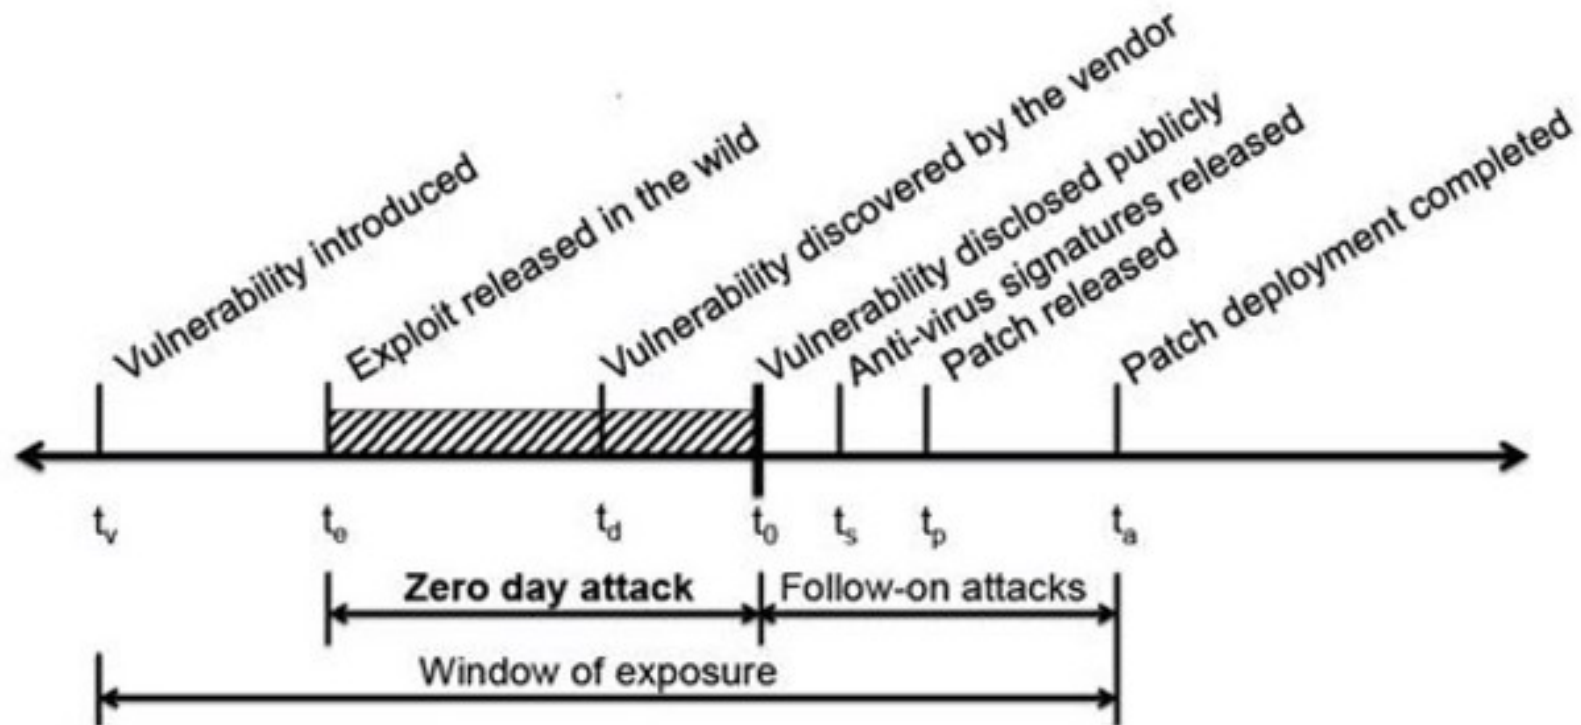 Vulnerability introduced
Exploit released in the wild
Vulnerability discovered by the vendor
Vulnerability disclosed publicly
Anti-virus signatures released
Patch released
Patch deployment completed
tv te td t0 ts tp ta
Zero day attack Follow-on attacks
Window of exposure